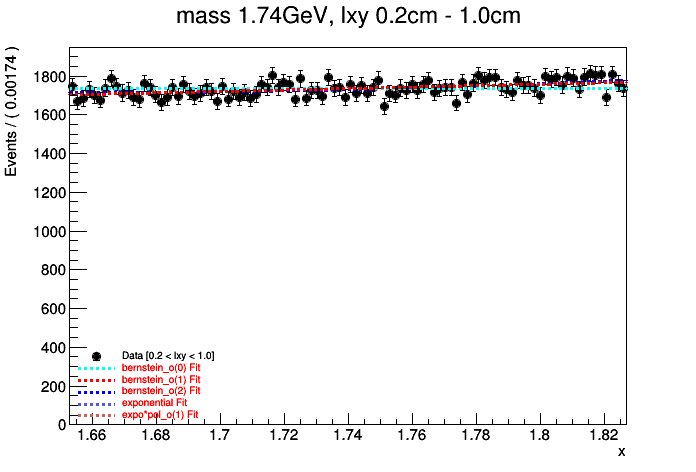 mass 1.74GeV, lxy 0.2cm - 1.0cm
Events / ( 0.00174 )
1800
1600
1400
1200
1000
800
600
400
200
0
Data [0.2 < lxy < 1.0]
bernstein_o(0) Fit
bernstein_o(1) Fit
bernstein_o(2) Fit
exponential Fit
expo*pol_o(1) Fit
1.66 1.68 1.7 1.72 1.74 1.76 1.78 1.8 1.82
x